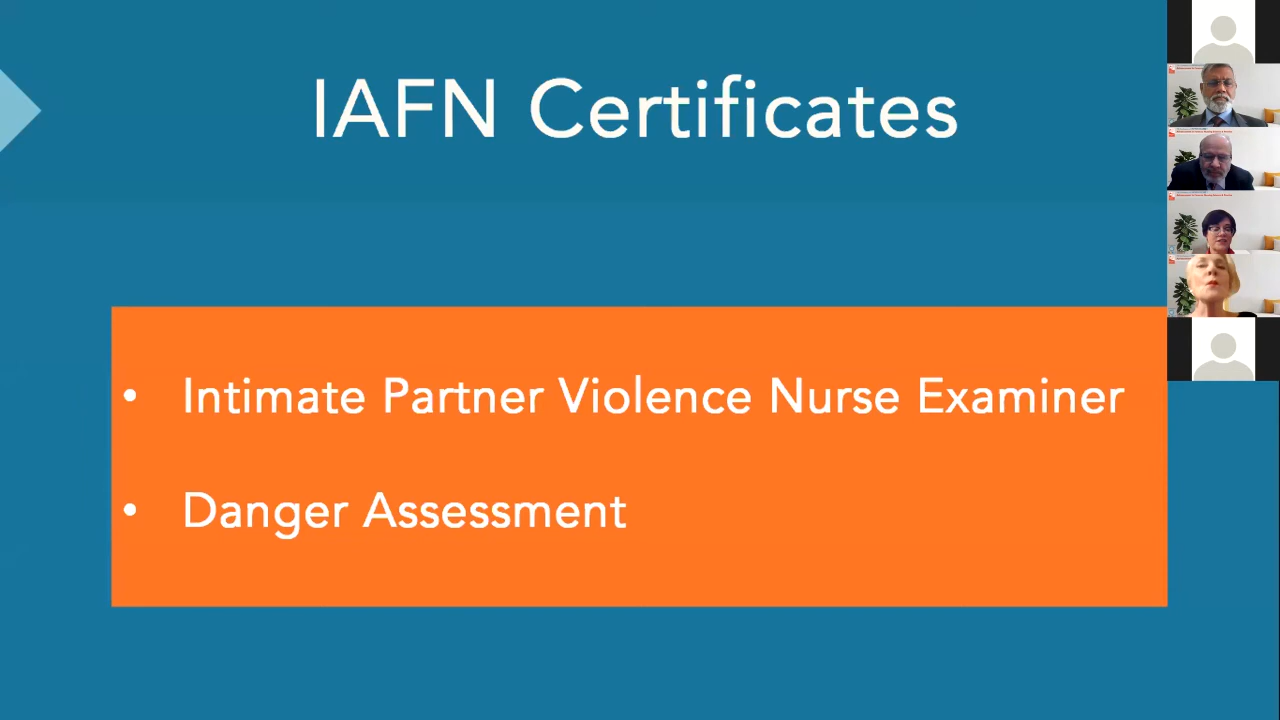 IAFN Certificates
• Intimate Partner Violence Nurse Examiner
• Danger Assessment